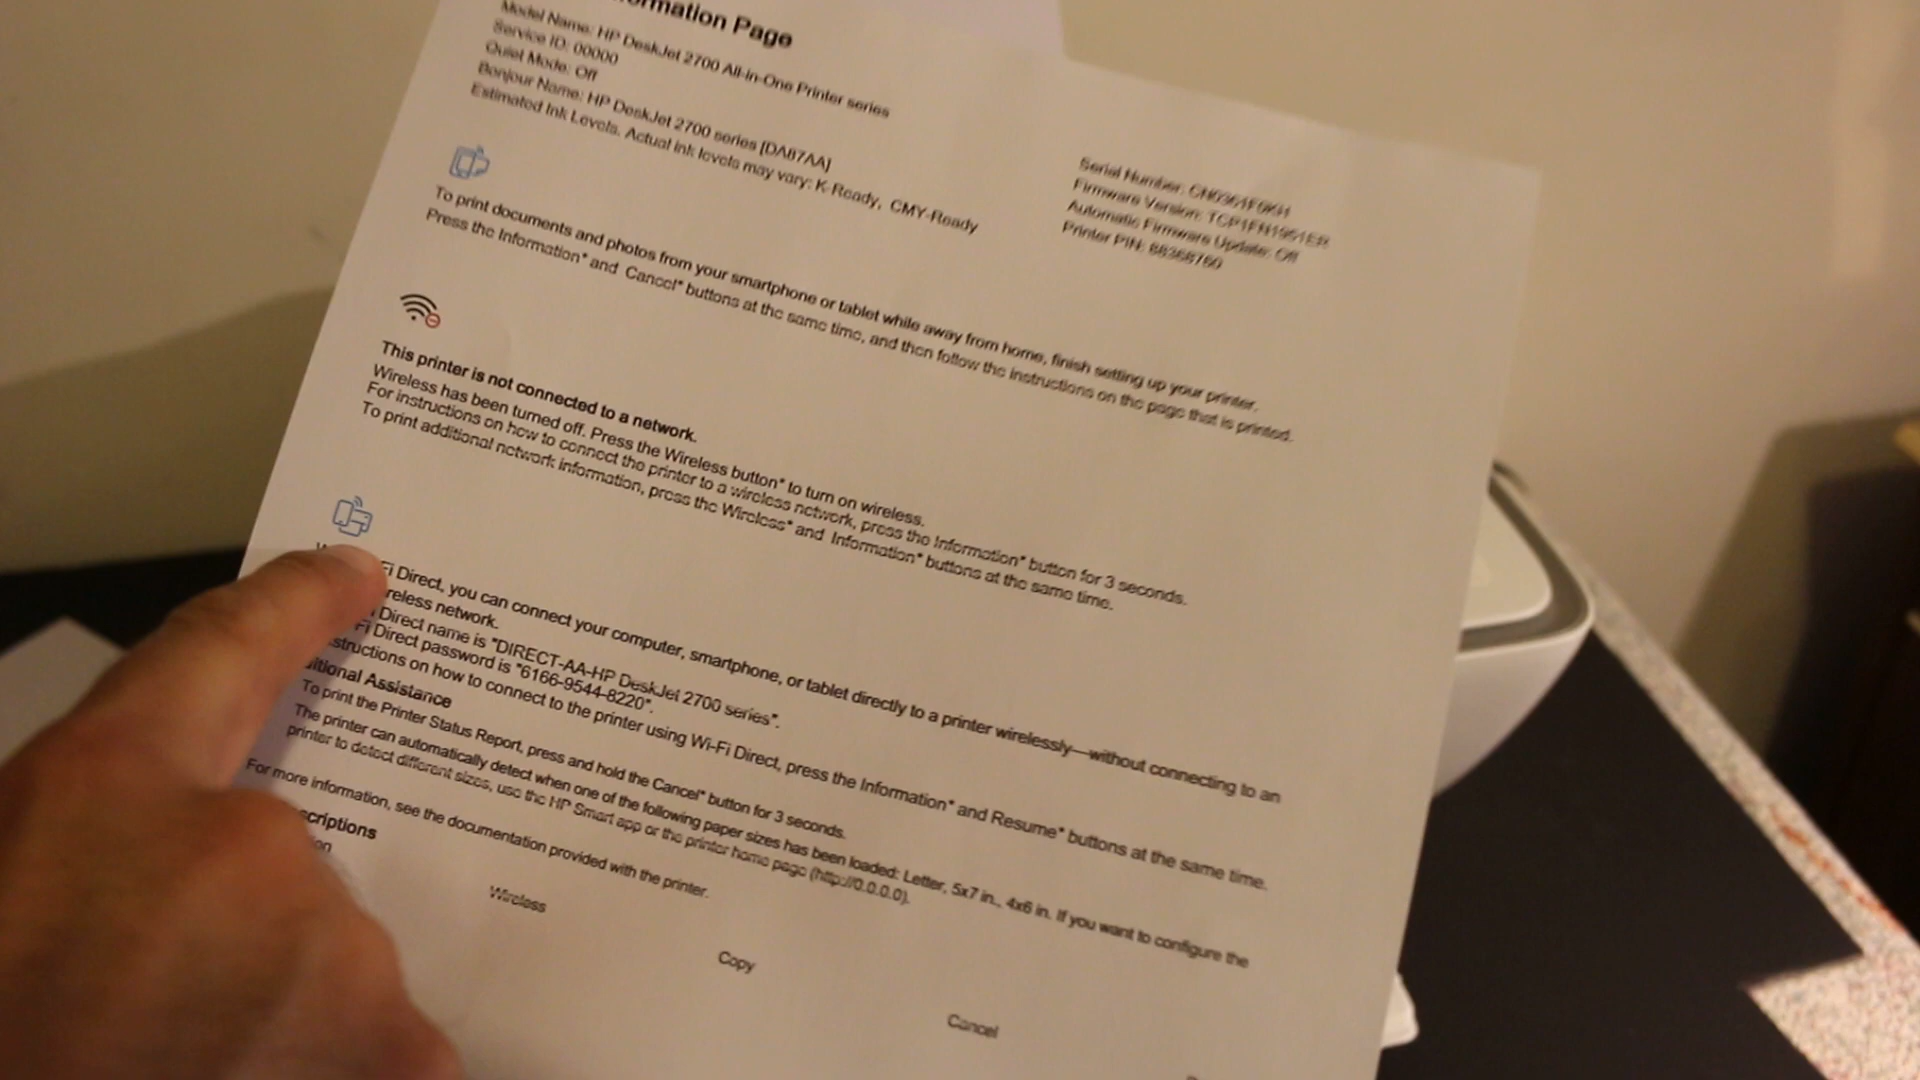 rmation Page
Model Name: HP DeskJet 2700 All-in-One Printer series
Service ID: 00000
Quiet Mode: Off
Bonjour Name: HP DeskJet 2700 series [DA87AA]
Estimated Ink Levels. Actual ink levels may vary: K-Ready, CMY-Ready
Serial Number:
Firmware Version:
Automatic Firmware Update: Off
Printer PIN:
To print documents and photos from your smartphone or tablet while away from home, finish setting up your printer.
Press the Information* and Cancel* buttons at the same time, and then follow the instructions on the page that is printed.
This printer is not connected to a network.
Wireless has been turned off. Press the Wireless button* to turn on wireless.
For instructions on how to connect the printer to a wireless network, press the Information* button for 3 seconds.
To print additional network information, press the Wireless* and Information* buttons at the same time.
Fi Direct, you can connect your computer, smartphone, or tablet directly to a printer wirelessly—without connecting to an
reless network.
Direct name is "DIRECT-AA-HP DeskJet 2700 series".
Fi Direct password is "6166-9544-8220".
structions on how to connect to the printer using Wi-Fi Direct, press the Information* and Resume* buttons at the same time.
itional Assistance
To print the Printer Status Report, press and hold the Cancel* button for 3 seconds.
The printer can automatically detect when one of the following paper sizes has been loaded: Letter, 5x7 in., 4x6 in. If you want to configure the
printer to detect different sizes, use the HP Smart app or the printer home page (http://0.0.0.0).
For more information, see the documentation provided with the printer.
scriptions
on
Wireless
Copy
Cancel